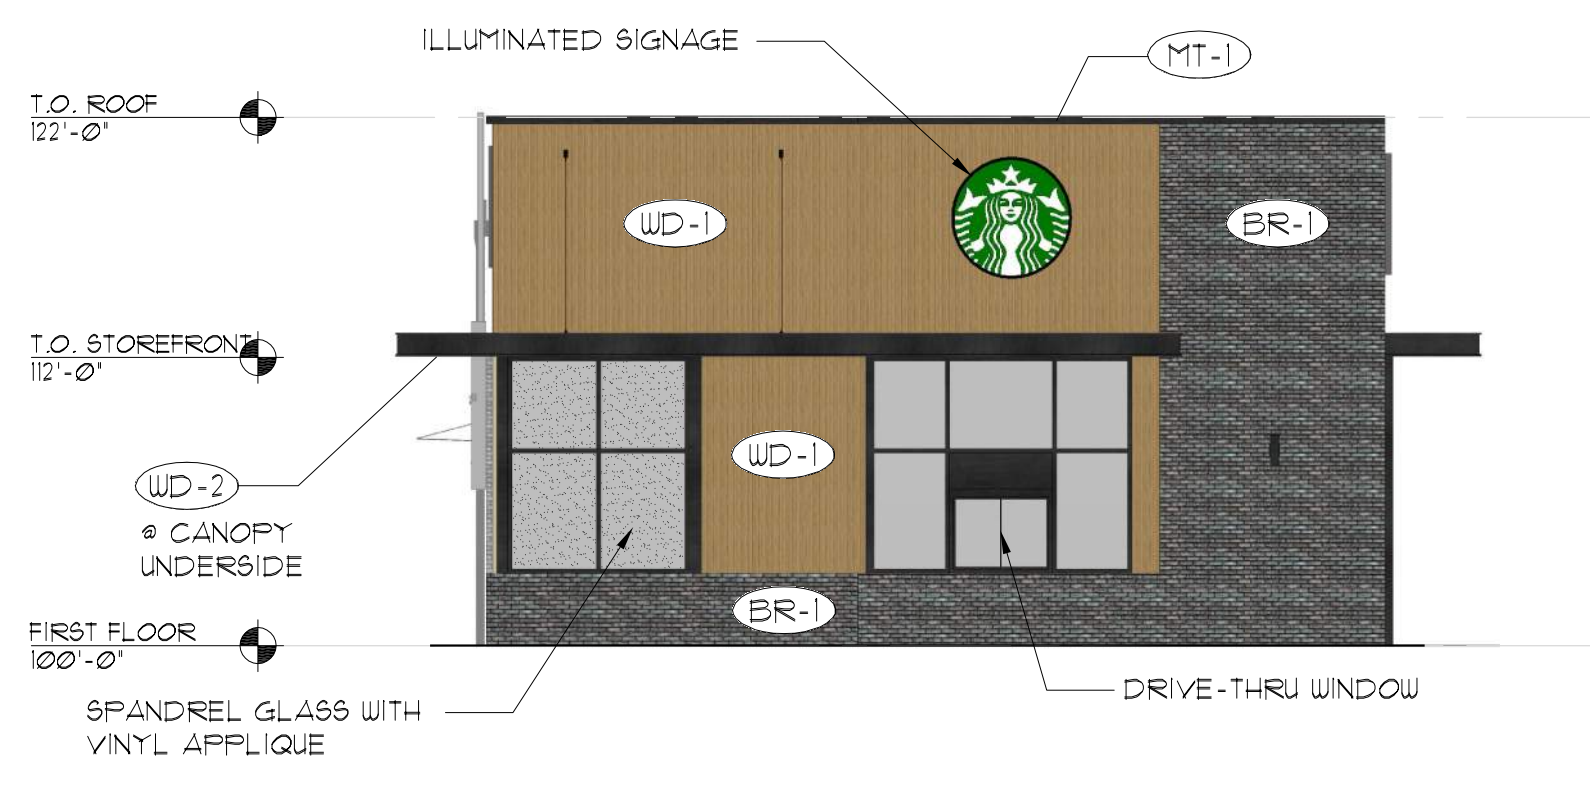 ILLUMINATED SIGNAGE
MT-1
T.O. ROOF
122'-0"
WD-1
BR-1
T.O. STOREFRONT
112'-0"
WD-1
WD-2
@ CANOPY
UNDERSIDE
BR-1
FIRST FLOOR
100'-0"
DRIVE-THRU WINDOW
SPANDREL GLASS WITH
VINYL APPLIQUE